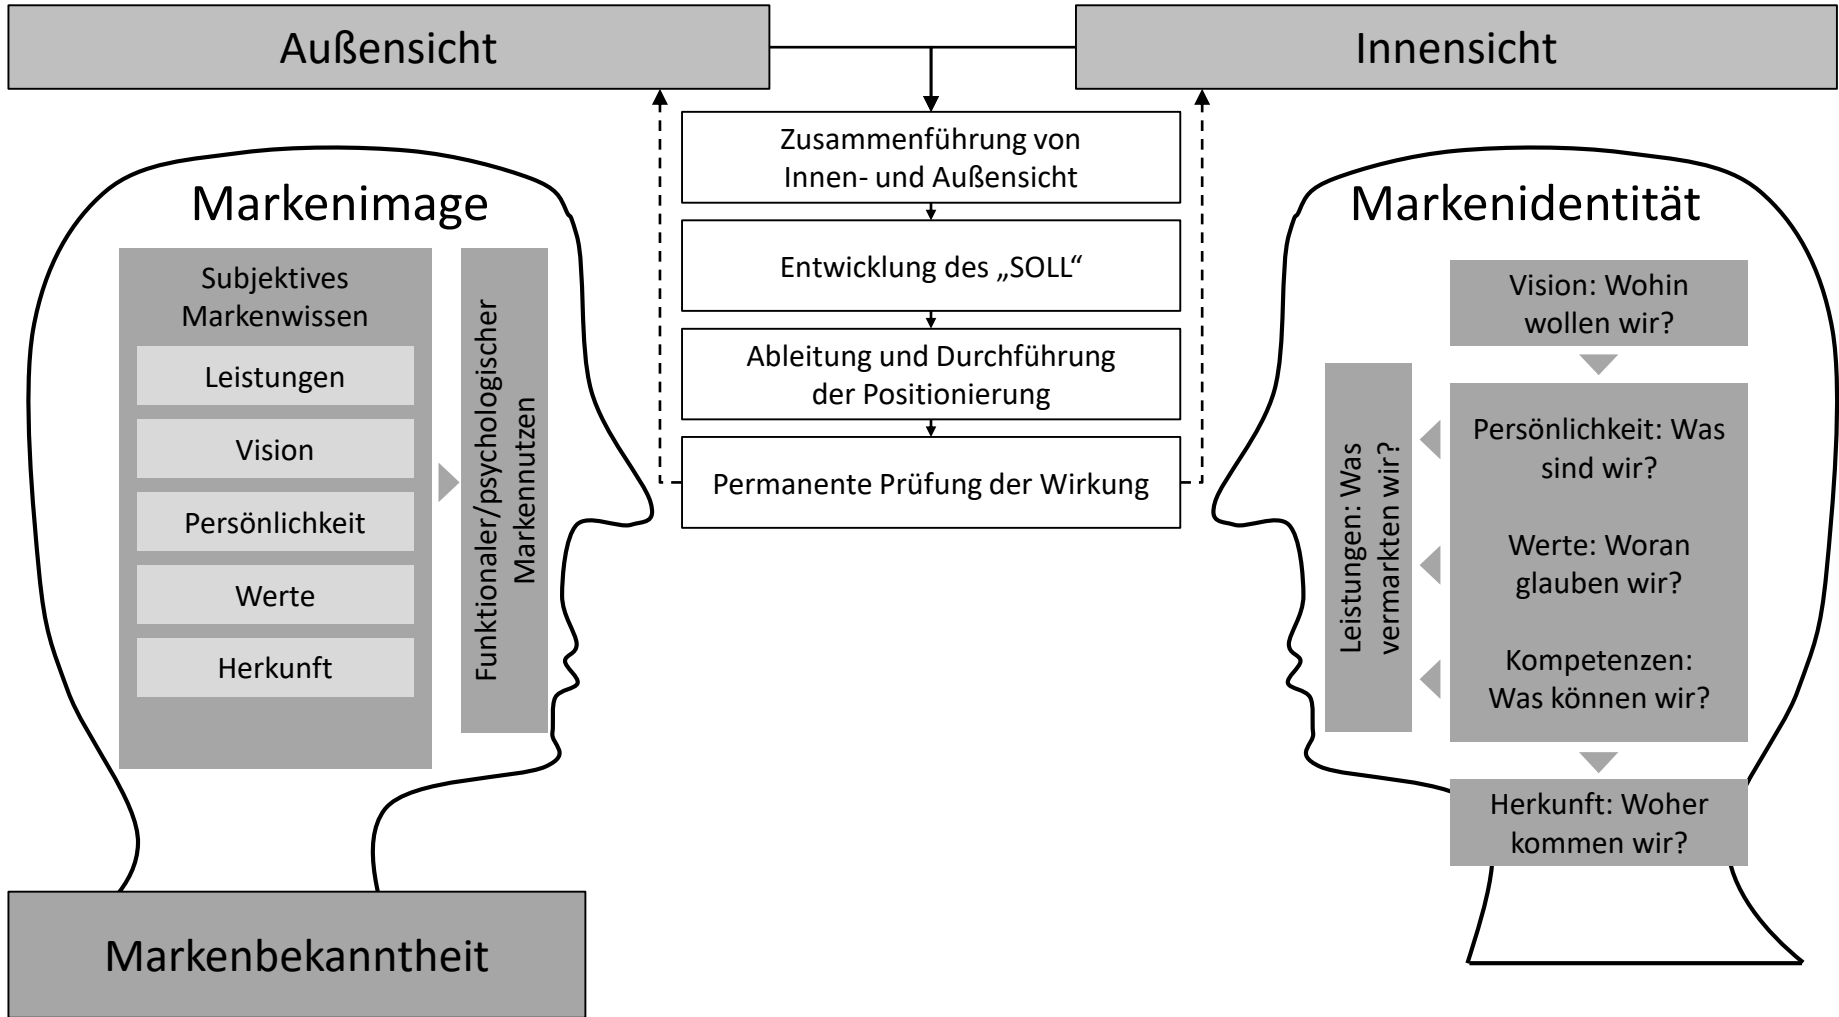 Außensicht
Innensicht
Zusammenführung von
Innen- und Außensicht
Entwicklung des „SOLL“
Ableitung und Durchführung
der Positionierung
Permanente Prüfung der Wirkung
Markenimage
Subjektives
Markenwissen
Leistungen
Vision
Persönlichkeit
Werte
Herkunft
Funktionaler/psychologischer
Markennutzen
Markenbekanntheit
Markenidentität
Vision: Wohin
wollen wir?
Leistungen: Was
vermarkten wir?
Persönlichkeit: Was
sind wir?
Werte: Woran
glauben wir?
Kompetenzen:
Was können wir?
Herkunft: Woher
kommen wir?